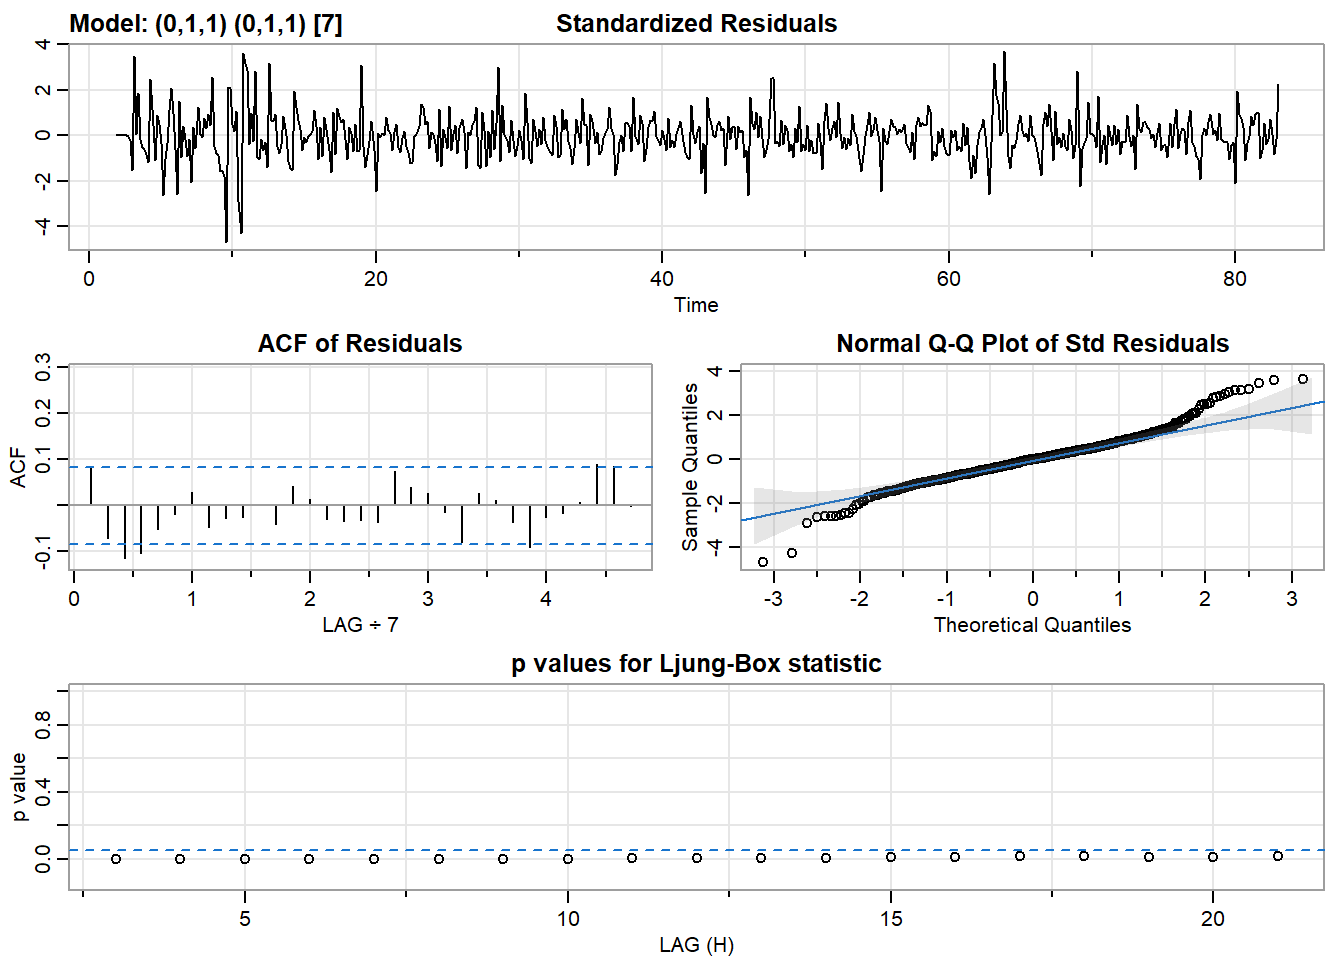 Model: (0,1,1) (0,1,1) [7]
Standardized Residuals
4
2
0
-2
-4
0 20 40 60 80
Time
ACF of Residuals
0.3
0.2
0.1
-0.1
ACF
0 1 2 3 4
LAG ÷ 7
Normal Q-Q Plot of Std Residuals
4
2
0
-2
-4
Sample Quantiles
-3 -2 -1 0 1 2 3
Theoretical Quantiles
p values for Ljung-Box statistic
0.8
0.4
0.0
p value
5 10 15 20
LAG (H)